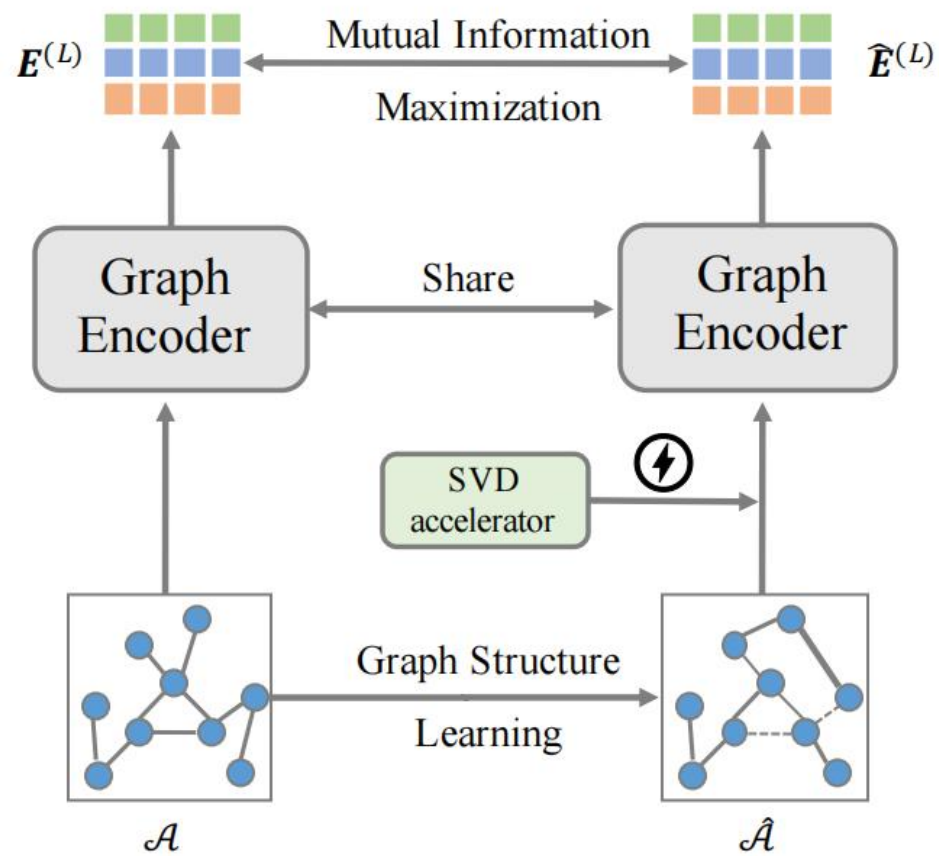 𝑬^(𝐿)
Mutual Information
Maximization
𝑬̂^(𝐿)
Graph
Encoder
Share
Graph
Encoder
SVD
accelerator
Graph Structure
Learning
𝒜
𝒜̂